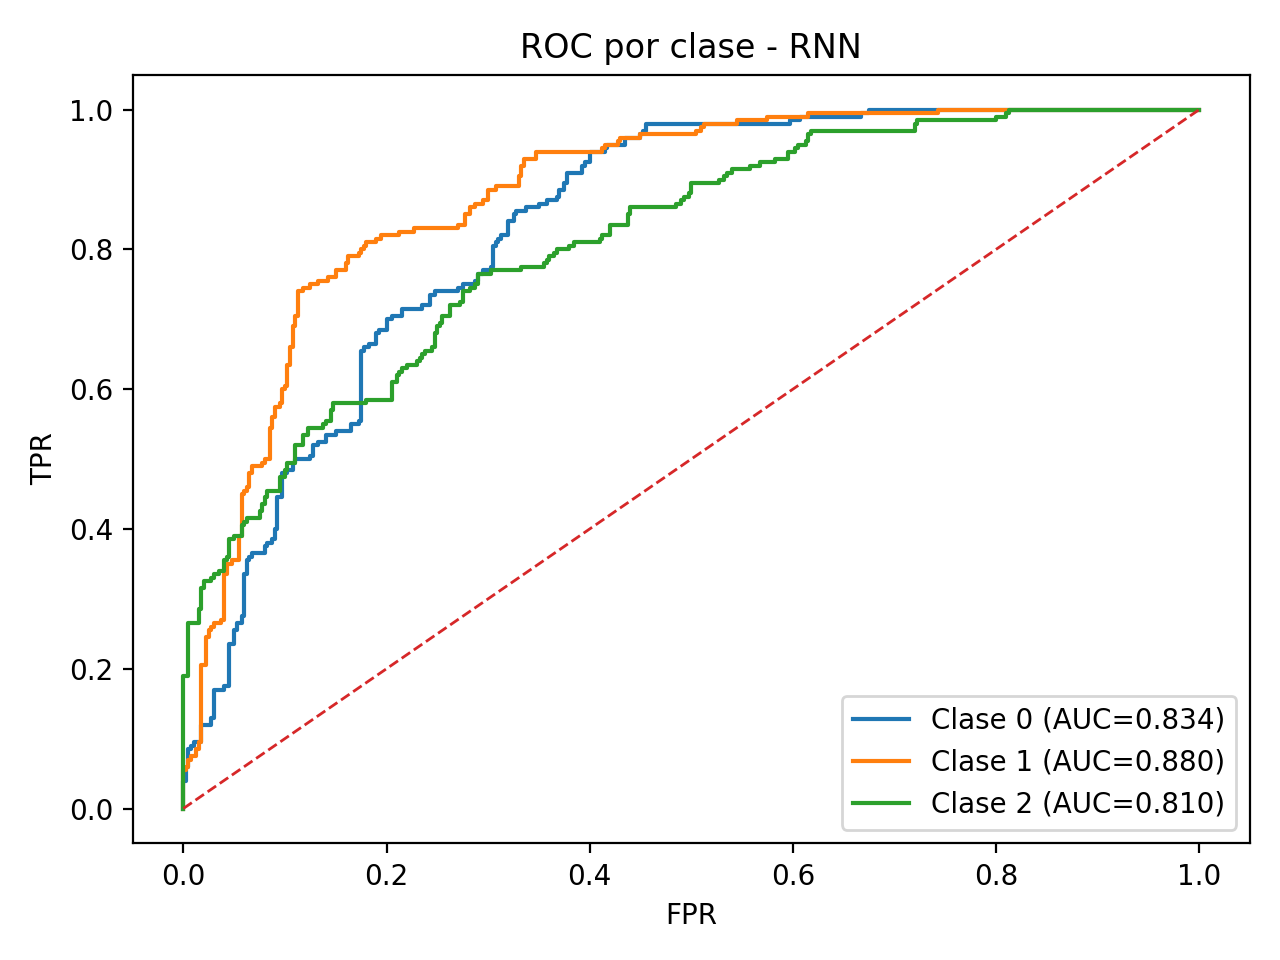 ROC por clase - RNN
TPR
1.0
0.8
0.6
0.4
0.2
0.0
Clase 0 (AUC=0.834)
Clase 1 (AUC=0.880)
Clase 2 (AUC=0.810)
0.0 0.2 0.4 0.6 0.8 1.0
FPR